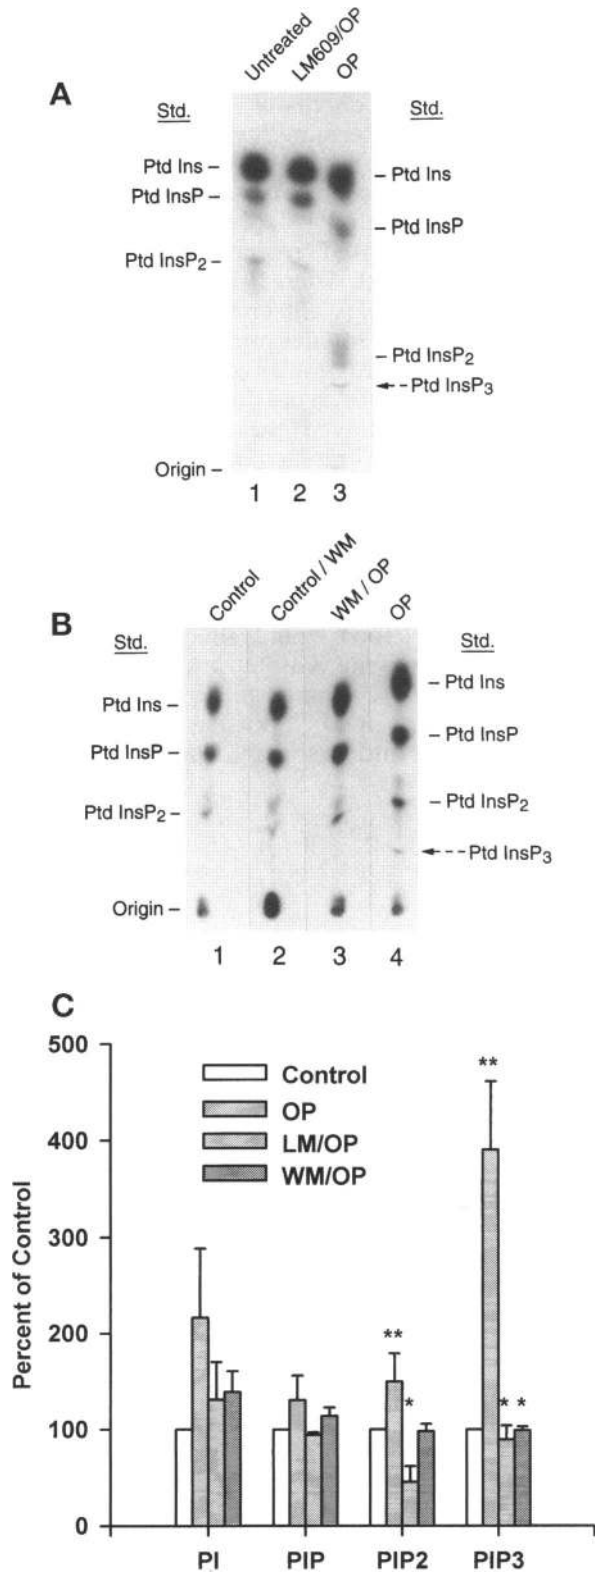 A
Untreated
LM609/OP
OP
Std.
Std.
Ptd Ins –
– Ptd Ins
Ptd InsP –
– Ptd InsP
Ptd InsP2 –
– Ptd InsP2
Ptd InsP3
Origin –
1 2 3
B
Control
Control / WM
WM / OP
OP
Std.
Std.
– Ptd Ins
Ptd Ins –
– Ptd InsP
Ptd InsP –
– Ptd InsP2
Ptd InsP2 –
Ptd InsP3
Origin –
1 2 3 4
C
500
Control
**
OP
400
LM/OP
WM/OP
300
Percent of Control
200
**
*
* *
100
0
PI PIP PIP2 PIP3